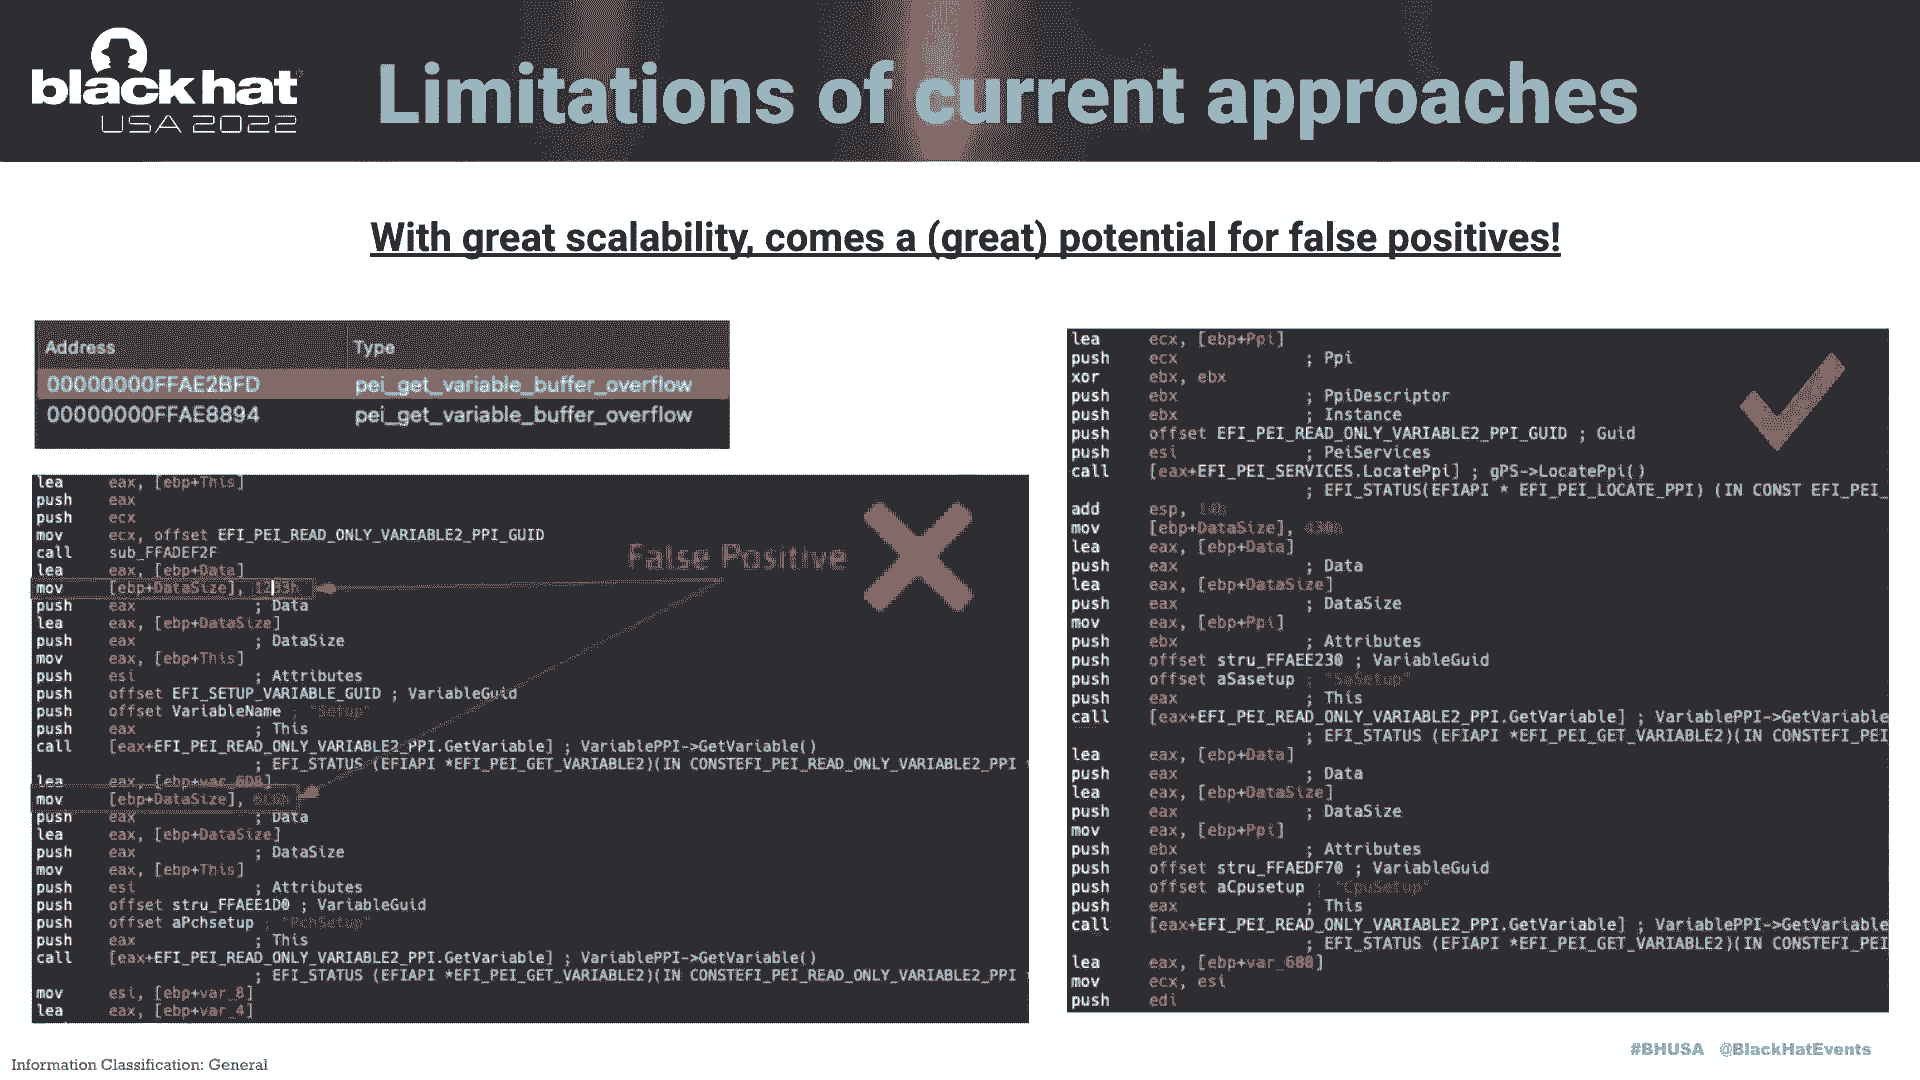 black hat
USA 2022
Limitations of current approaches
With great scalability, comes a (great) potential for false positives!
Address Type
00000000FFAE2BFD pei_get_variable_buffer_overflow
00000000FFAE8894 pei_get_variable_buffer_overflow
lea eax, [ebp+This]
push eax
push ecx
mov ecx, offset EFI_PEI_READ_ONLY_VARIABLE2_PPI_GUID
call sub_FFADEF2F
lea eax, [ebp+Data]
mov [ebp+DataSize],
push eax ; Data
lea eax, [ebp+DataSize]
push eax ; DataSize
mov eax, [ebp+This]
push esi ; Attributes
push offset EFI_SETUP_VARIABLE_GUID ; VariableGuid
push offset VariableName ; "Setup"
push eax ; This
call [eax+EFI_PEI_READ_ONLY_VARIABLE2_PPI.GetVariable] ; VariablePPI->GetVariable()
; EFI_STATUS (EFIAPI *EFI_PEI_GET_VARIABLE2)(IN CONSTEFI_PEI_READ_ONLY_VARIABLE2_PPI
lea eax, [ebp+var_6D8]
mov [ebp+DataSize],
push eax ; Data
lea eax, [ebp+DataSize]
push eax ; DataSize
mov eax, [ebp+This]
push esi ; Attributes
push offset stru_FFAEE1D0 ; VariableGuid
push offset aPchsetup ; "PchSetup"
push eax ; This
call [eax+EFI_PEI_READ_ONLY_VARIABLE2_PPI.GetVariable] ; VariablePPI->GetVariable()
; EFI_STATUS (EFIAPI *EFI_PEI_GET_VARIABLE2)(IN CONSTEFI_PEI_READ_ONLY_VARIABLE2_PPI
mov esi, [ebp+var_8]
lea eax, [ebp+var_4]
False Positive
lea ecx, [ebp+Ppi]
push ecx ; Ppi
xor ebx, ebx
push ebx ; PpiDescriptor
push ebx ; Instance
push offset EFI_PEI_READ_ONLY_VARIABLE2_PPI_GUID ; Guid
push esi ; PeiServices
call [eax+EFI_PEI_SERVICES.LocatePpi] ; gPS->LocatePpi()
; EFI_STATUS(EFIAPI * EFI_PEI_LOCATE_PPI) (IN CONST EFI_PEI_
add esp, 14h
mov [ebp+DataSize], 430h
lea eax, [ebp+Data]
push eax ; Data
lea eax, [ebp+DataSize]
push eax ; DataSize
mov eax, [ebp+Ppi]
push ebx ; Attributes
push offset stru_FFAEE230 ; VariableGuid
push offset aSasetup ; "SaSetup"
push eax ; This
call [eax+EFI_PEI_READ_ONLY_VARIABLE2_PPI.GetVariable] ; VariablePPI->GetVariable
; EFI_STATUS (EFIAPI *EFI_PEI_GET_VARIABLE2)(IN CONSTEFI_PEI
lea eax, [ebp+Data]
push eax ; Data
lea eax, [ebp+DataSize]
push eax ; DataSize
mov eax, [ebp+Ppi]
push ebx ; Attributes
push offset stru_FFAEDF70 ; VariableGuid
push offset aCpusetup ; "CpuSetup"
push eax ; This
call [eax+EFI_PEI_READ_ONLY_VARIABLE2_PPI.GetVariable] ; VariablePPI->GetVariable
; EFI_STATUS (EFIAPI *EFI_PEI_GET_VARIABLE2)(IN CONSTEFI_PEI
lea eax, [ebp+var_688]
mov ecx, esi
push edi
#BHUSA @BlackHatEvents
Information Classification: General